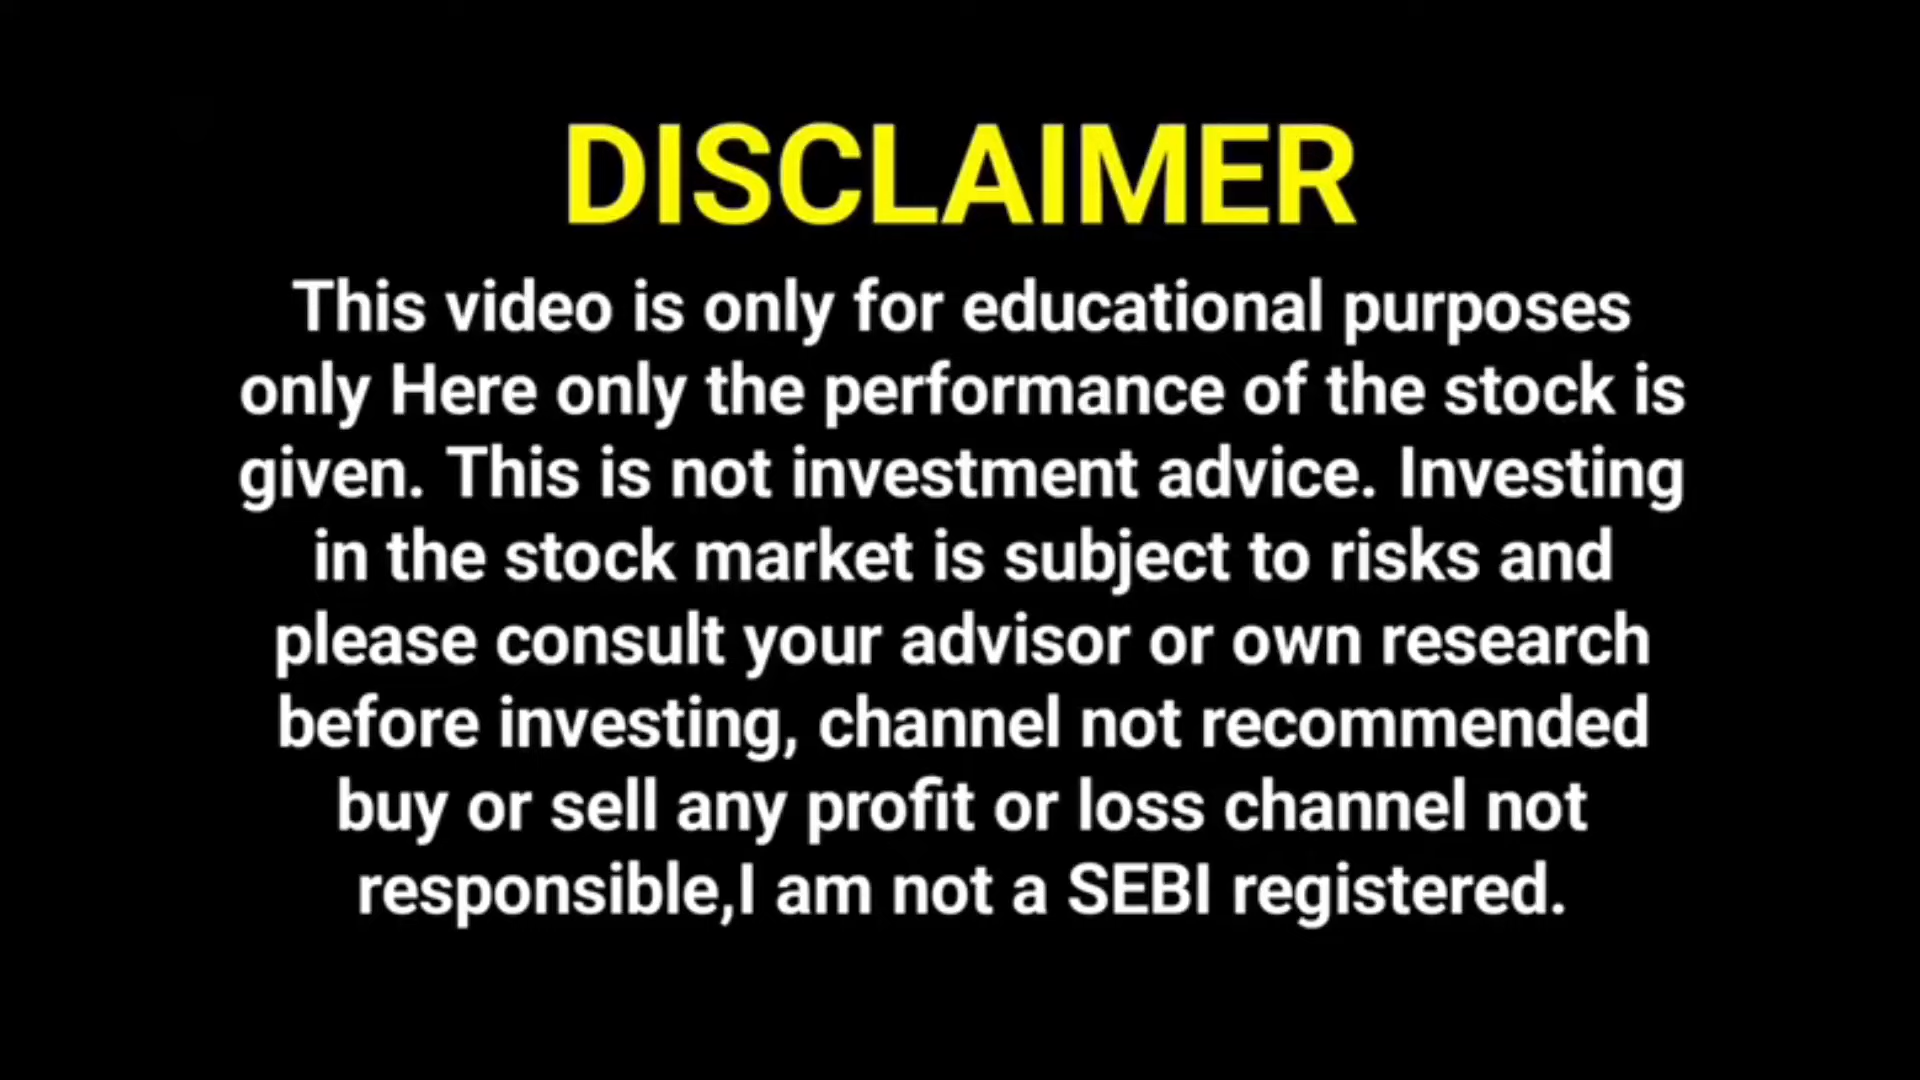 DISCLAIMER
This video is only for educational purposes
only Here only the performance of the stock is
given. This is not investment advice. Investing
in the stock market is subject to risks and
please consult your advisor or own research
before investing, channel not recommended
buy or sell any profit or loss channel not
responsible,I am not a SEBI registered.